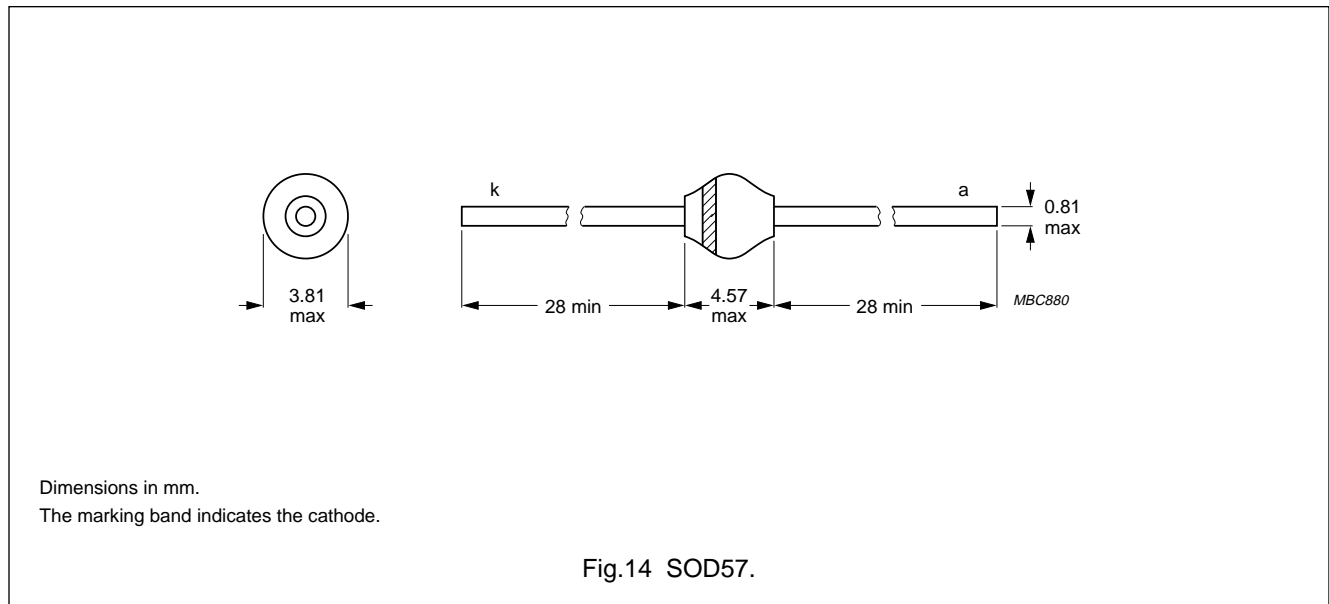 k
a
0.81
max
3.81
max
28 min
4.57
max
28 min
MBC880
Dimensions in mm.
The marking band indicates the cathode.
Fig.14 SOD57.